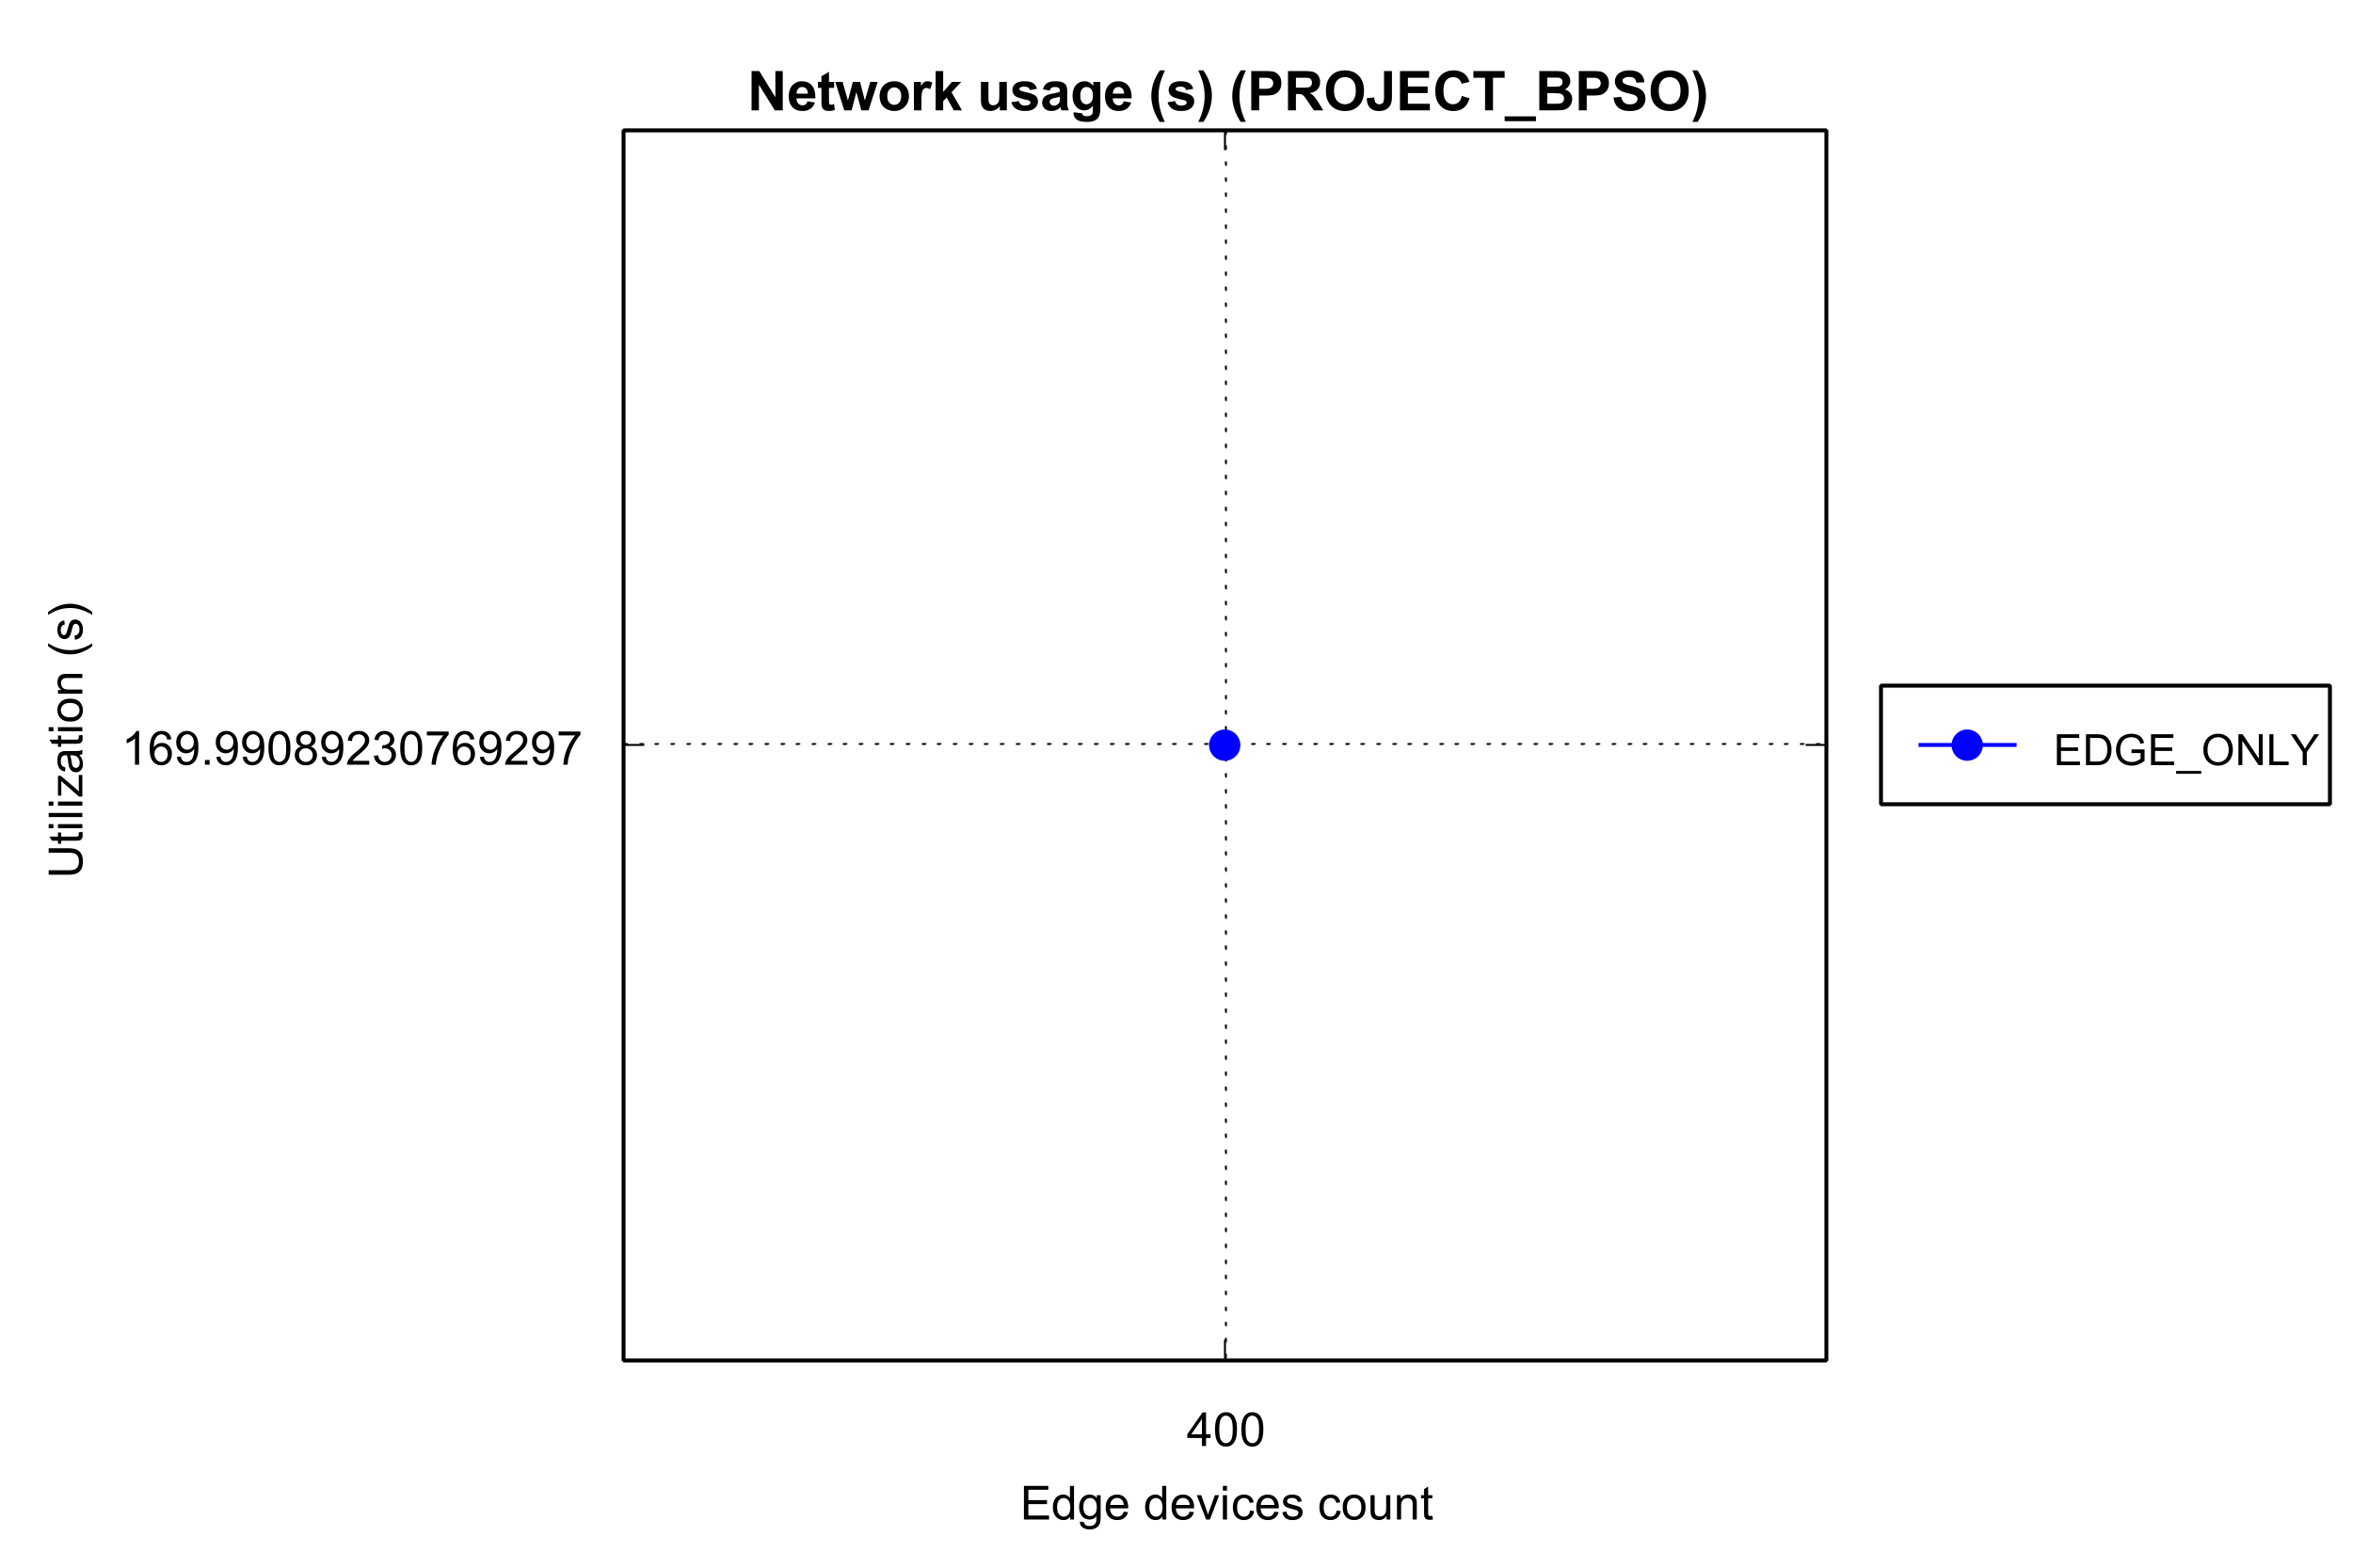 Network usage (s) (PROJECT_BPSO)
Utilization (s)
169.99089230769297
EDGE_ONLY
400
Edge devices count